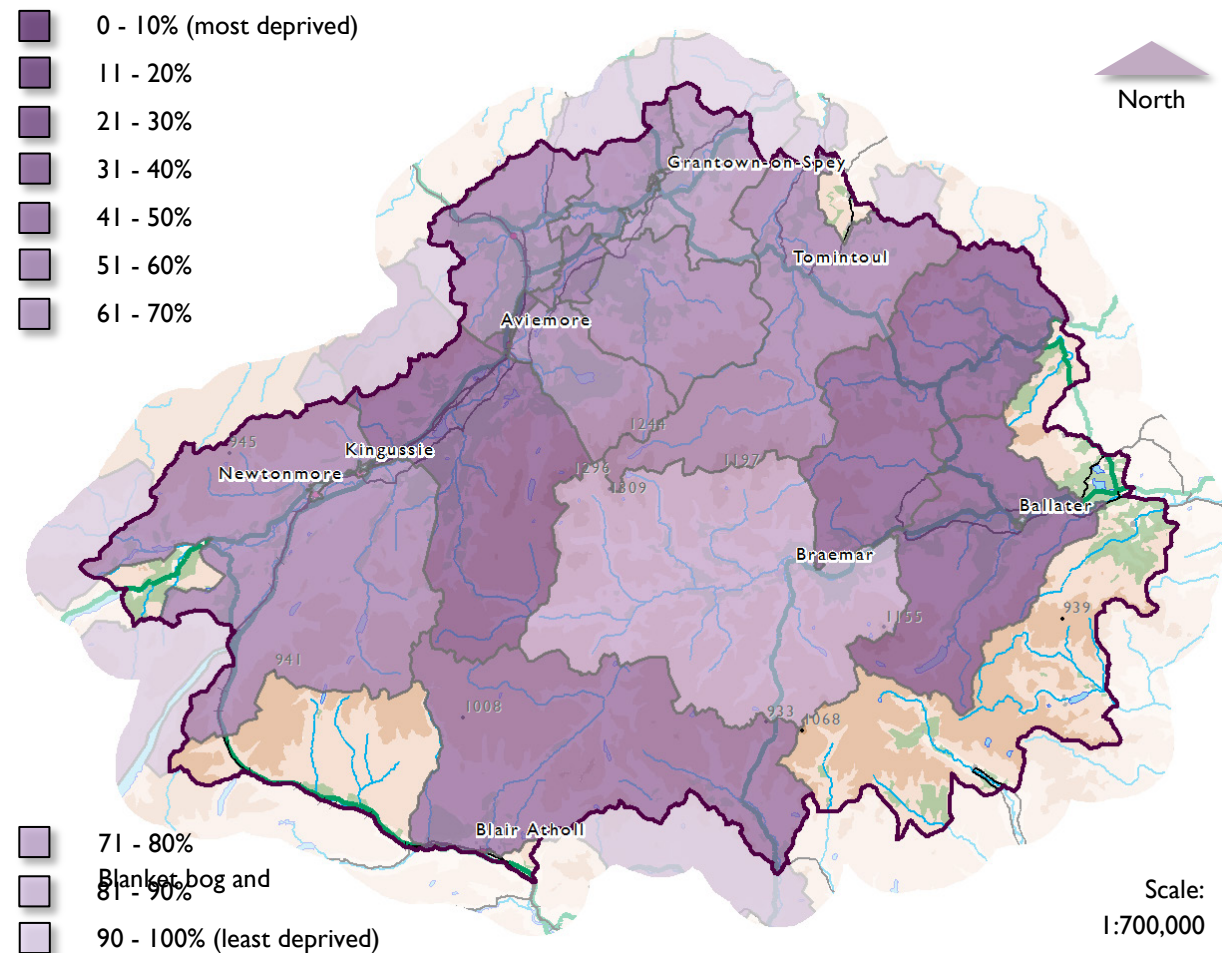 0 - 10% (most deprived)
11 - 20%
21 - 30%
31 - 40%
41 - 50%
51 - 60%
61 - 70%
North
Grantown-on-Spey
Tomintoul
Aviemore
1244
945
Kingussie
1197
1296
Newtonmore
1309
Ballater
Braemar
1155
939
941
1008
933
1068
Blair Atholl
71 - 80%
Blanket bog and
81 - 90%
90 - 100% (least deprived)
Scale:
1:700,000